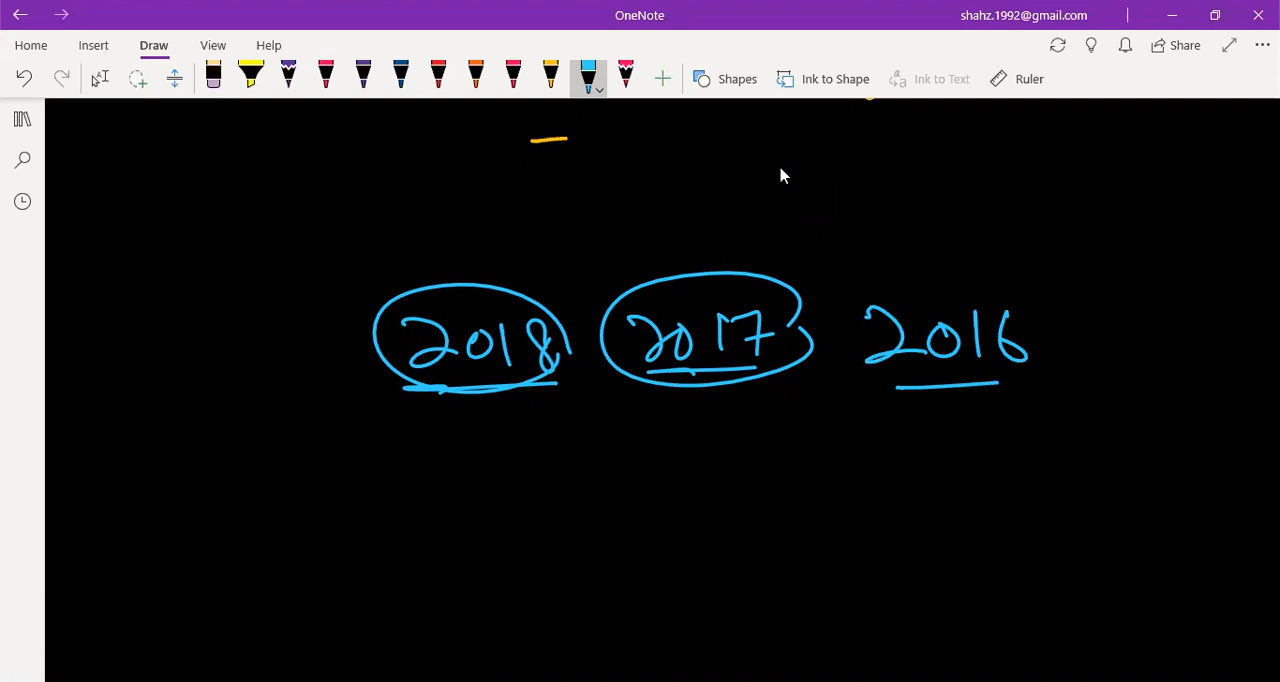 OneNote
shahz.1992@gmail.com
Home Insert Draw View Help
Share
Shapes Ink to Shape Ink to Text Ruler
2018 2017 2016